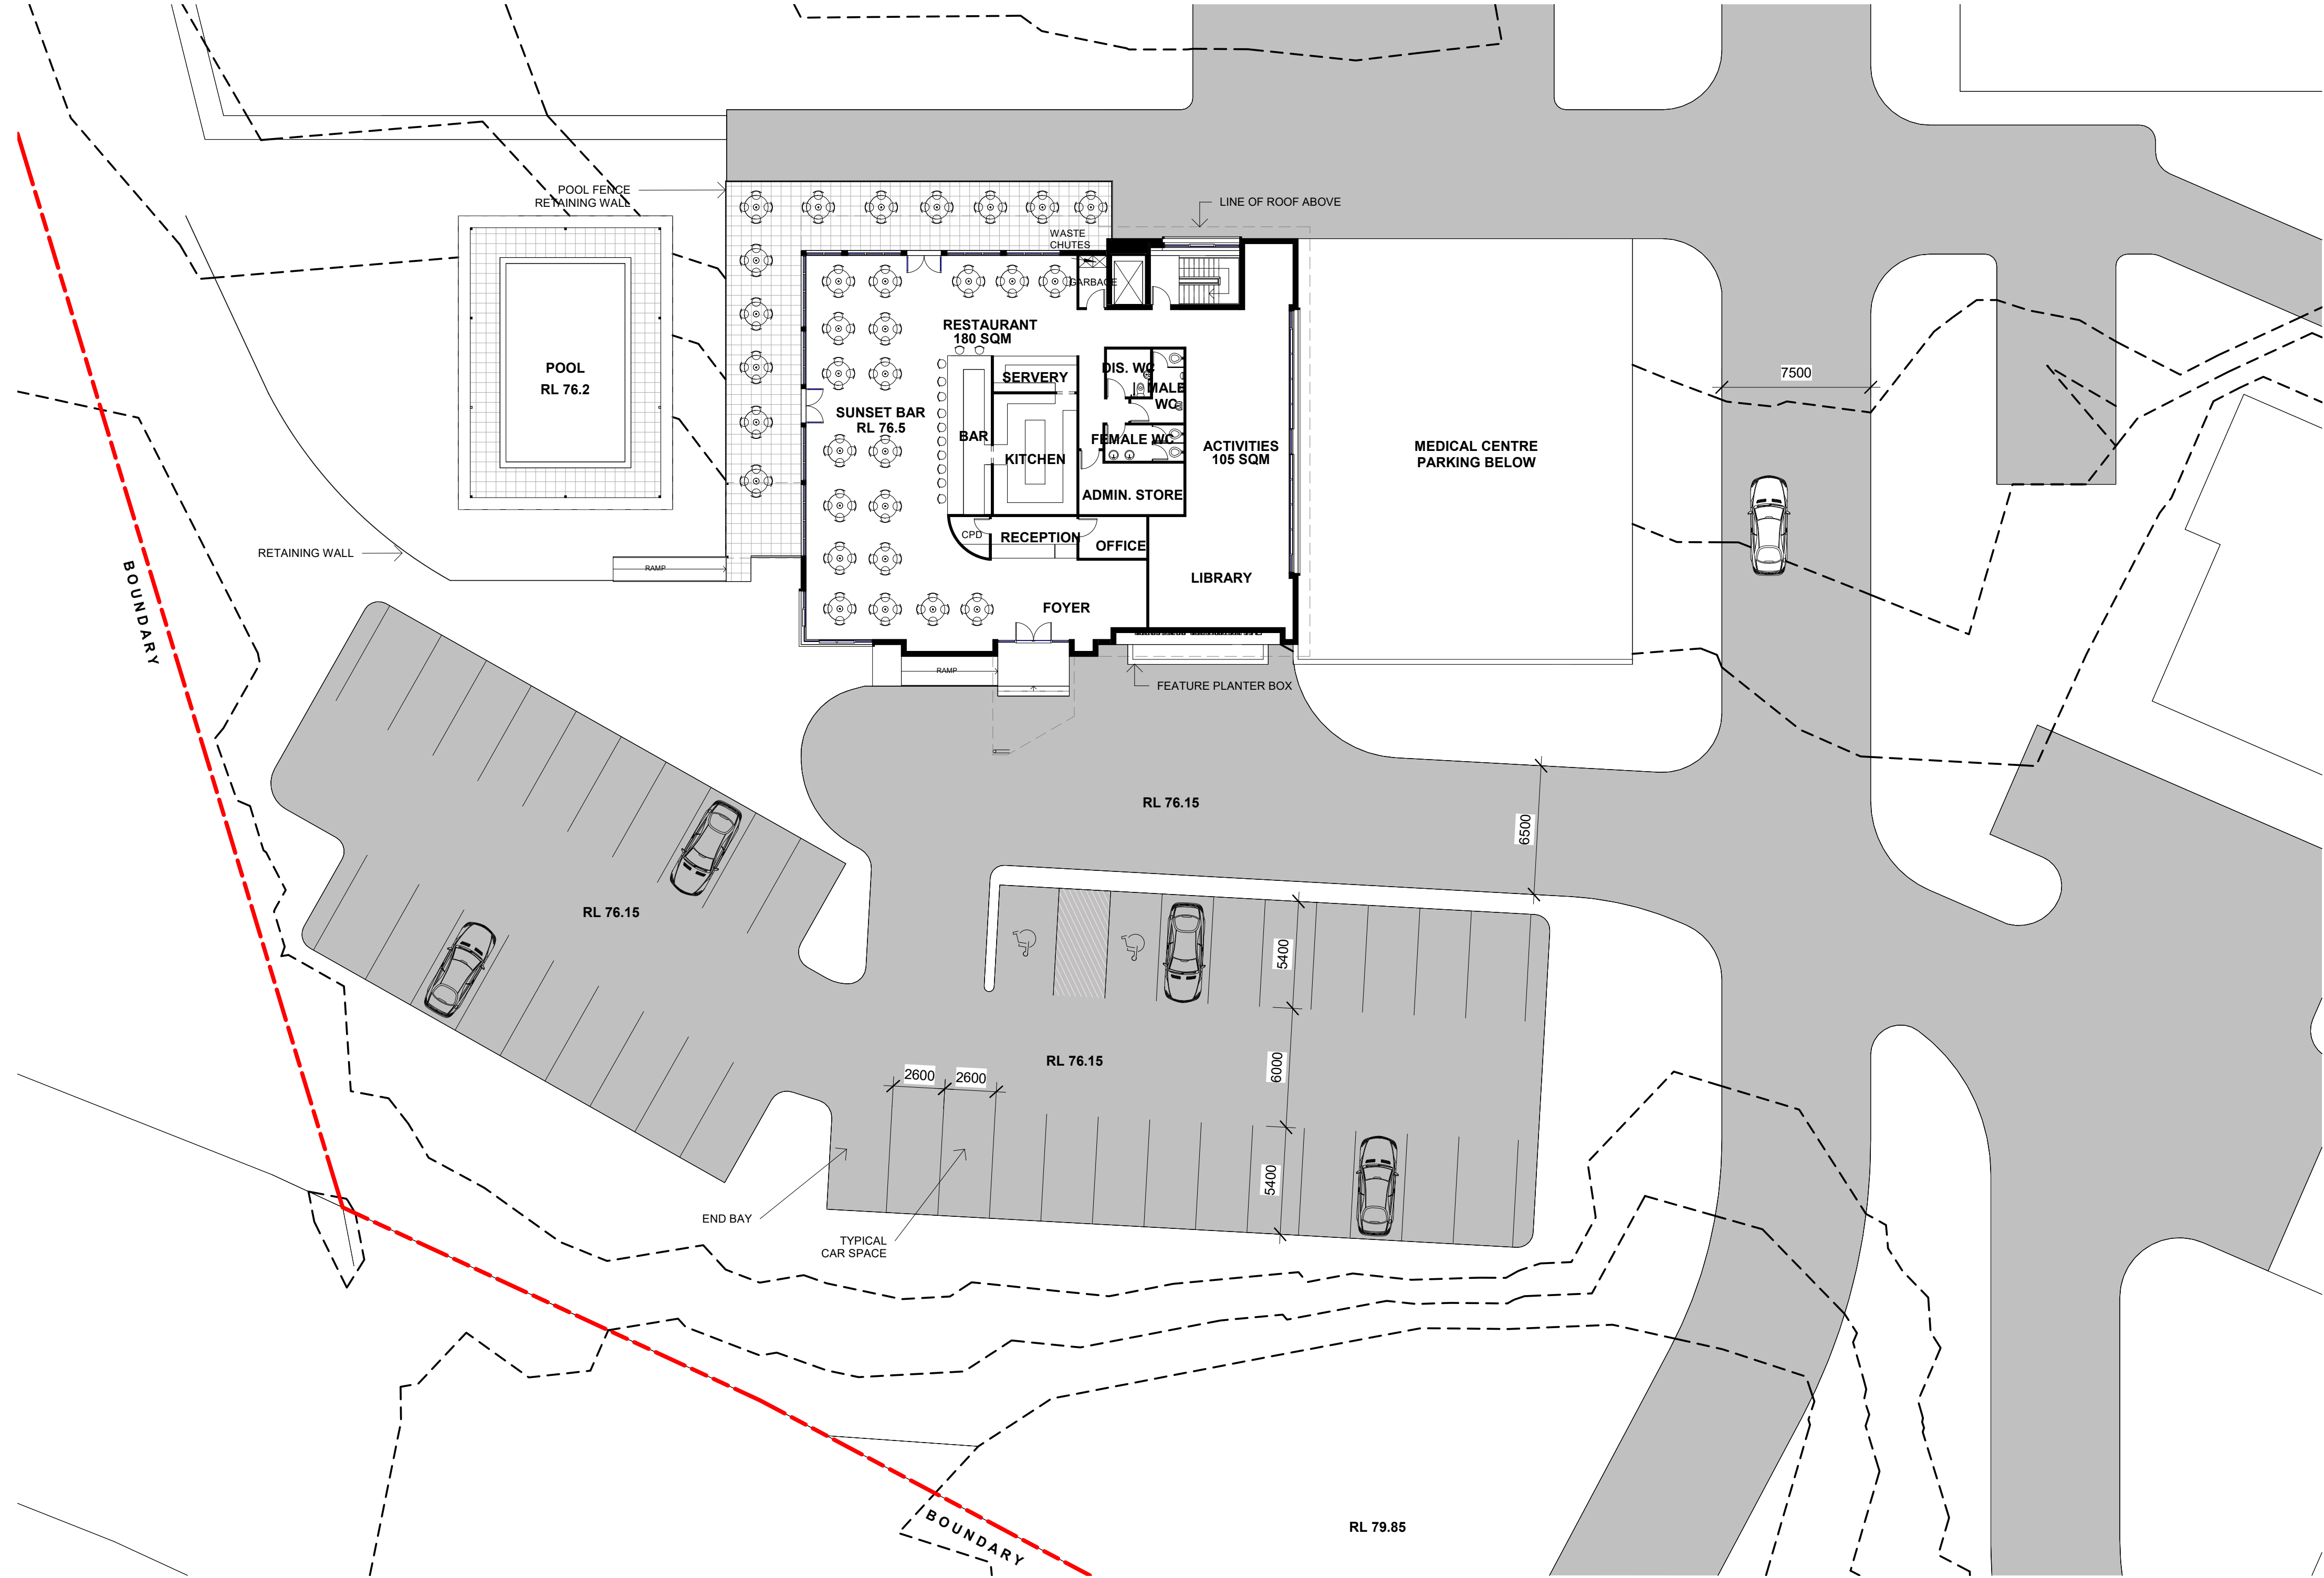 POOL FENCE
RETAINING WALL
LINE OF ROOF ABOVE
WASTE
CHUTES
GARBAGE
RESTAURANT
180 SQM
7500
POOL
RL 76.2
SERVERY
DIS. WC
MALE
WC
SUNSET BAR
RL 76.5
BAR
KITCHEN
FEMALE WC
ACTIVITIES
105 SQM
MEDICAL CENTRE
PARKING BELOW
ADMIN. STORE
CPD
RECEPTION
OFFICE
RETAINING WALL
RAMP
BOUNDARY
LIBRARY
FOYER
RAMP
FEATURE PLANTER BOX
RL 76.15
6500
RL 76.15
5400
RL 76.15
6000
2600
2600
5400
END BAY
TYPICAL
CAR SPACE
BOUNDARY
RL 79.85